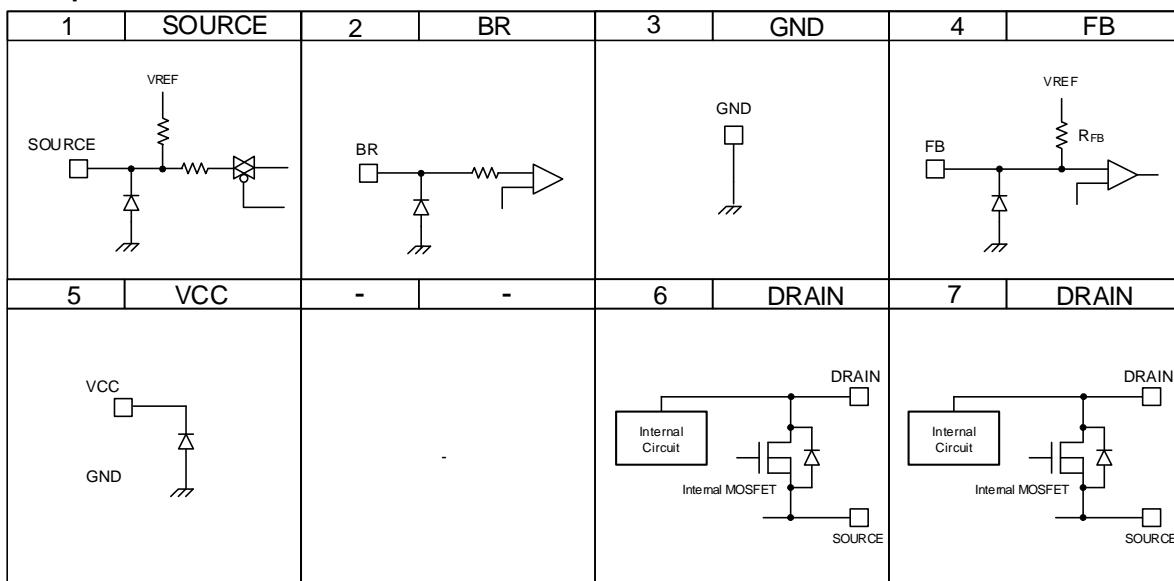 1 SOURCE 2 BR 3 GND 4 FB
VREF
SOURCE
BR
GND
VREF
RFB
FB
5 VCC - - 6 DRAIN 7 DRAIN
VCC
GND
-
DRAIN
Internal
Circuit
Internal MOSFET
SOURCE
DRAIN
Internal
Circuit
Internal MOSFET
SOURCE